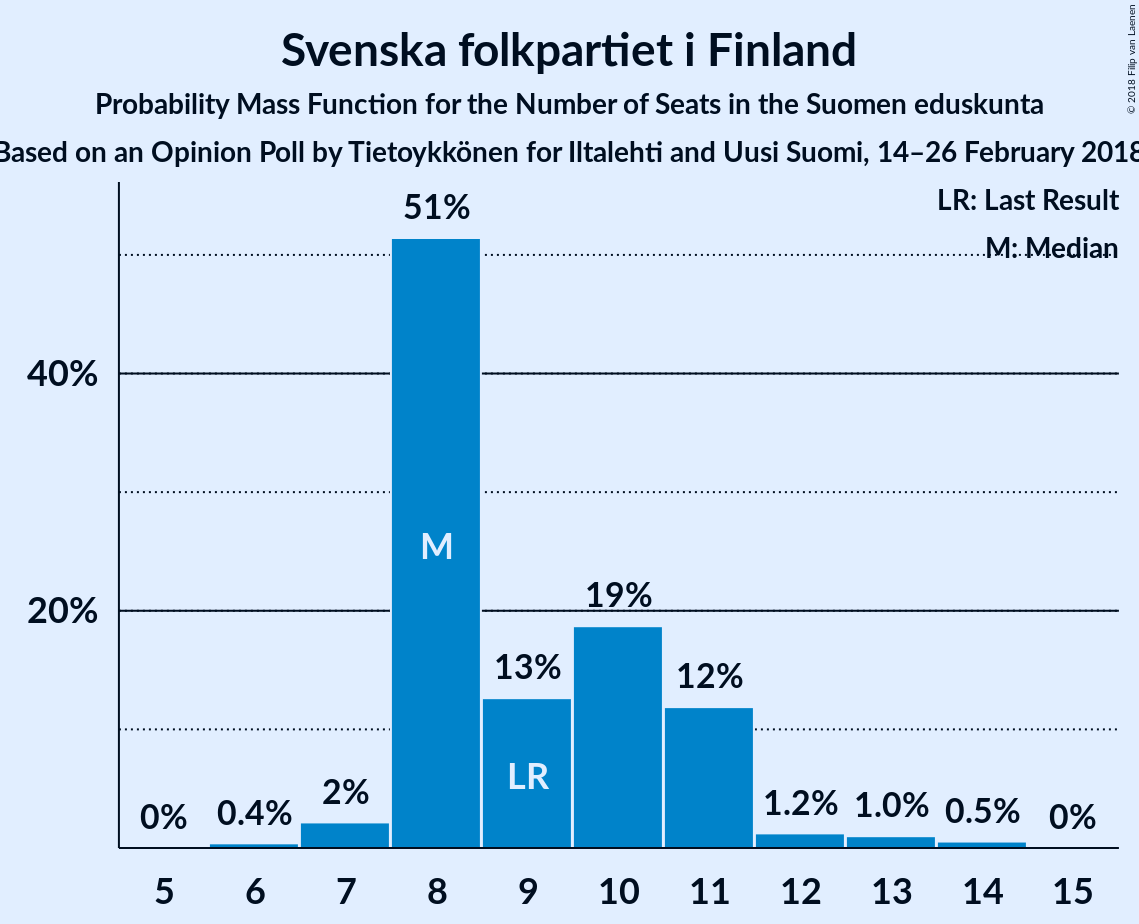 Svenska folkpartiet i Finland
Probability Mass Function for the Number of Seats in the Suomen eduskunta
Based on an Opinion Poll by Tietoykkönen for Iltalehti and Uusi Suomi, 14–26 February 2018
© 2018 Filip van Laenen
LR: Last Result
M: Median
51%
40%
M
20%
19%
13%
12%
LR
0%
0.4%
2%
1.2%
1.0%
0.5%
0%
5 6 7 8 9 10 11 12 13 14 15